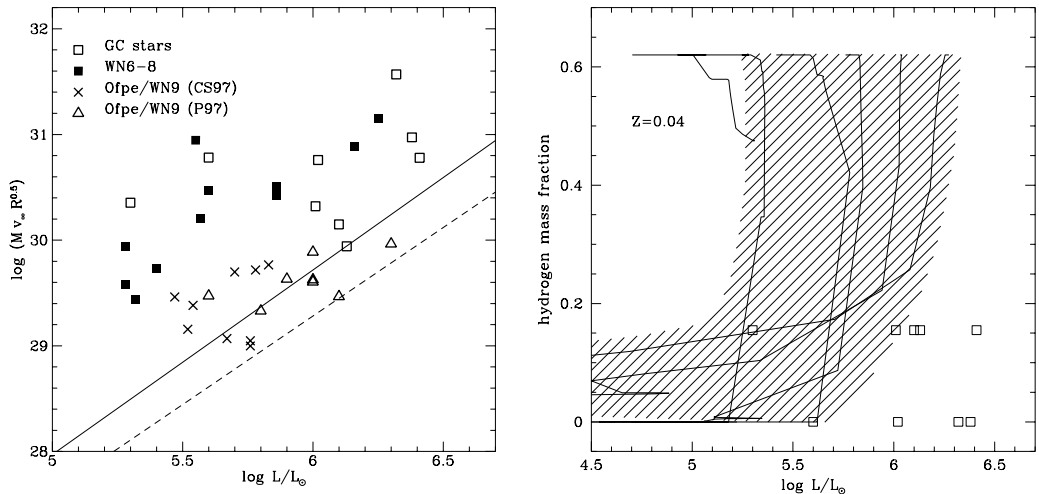 32
31
30
29
28
5
5.5
6
6.5
log (M v∞ R^0.5)
log L/L⊙
GC stars
WN6-8
Ofpe/WN9 (CS97)
Ofpe/WN9 (P97)
0.6
0.4
0.2
0
4.5
5
5.5
6
6.5
hydrogen mass fraction
log L/L⊙
Z=0.04